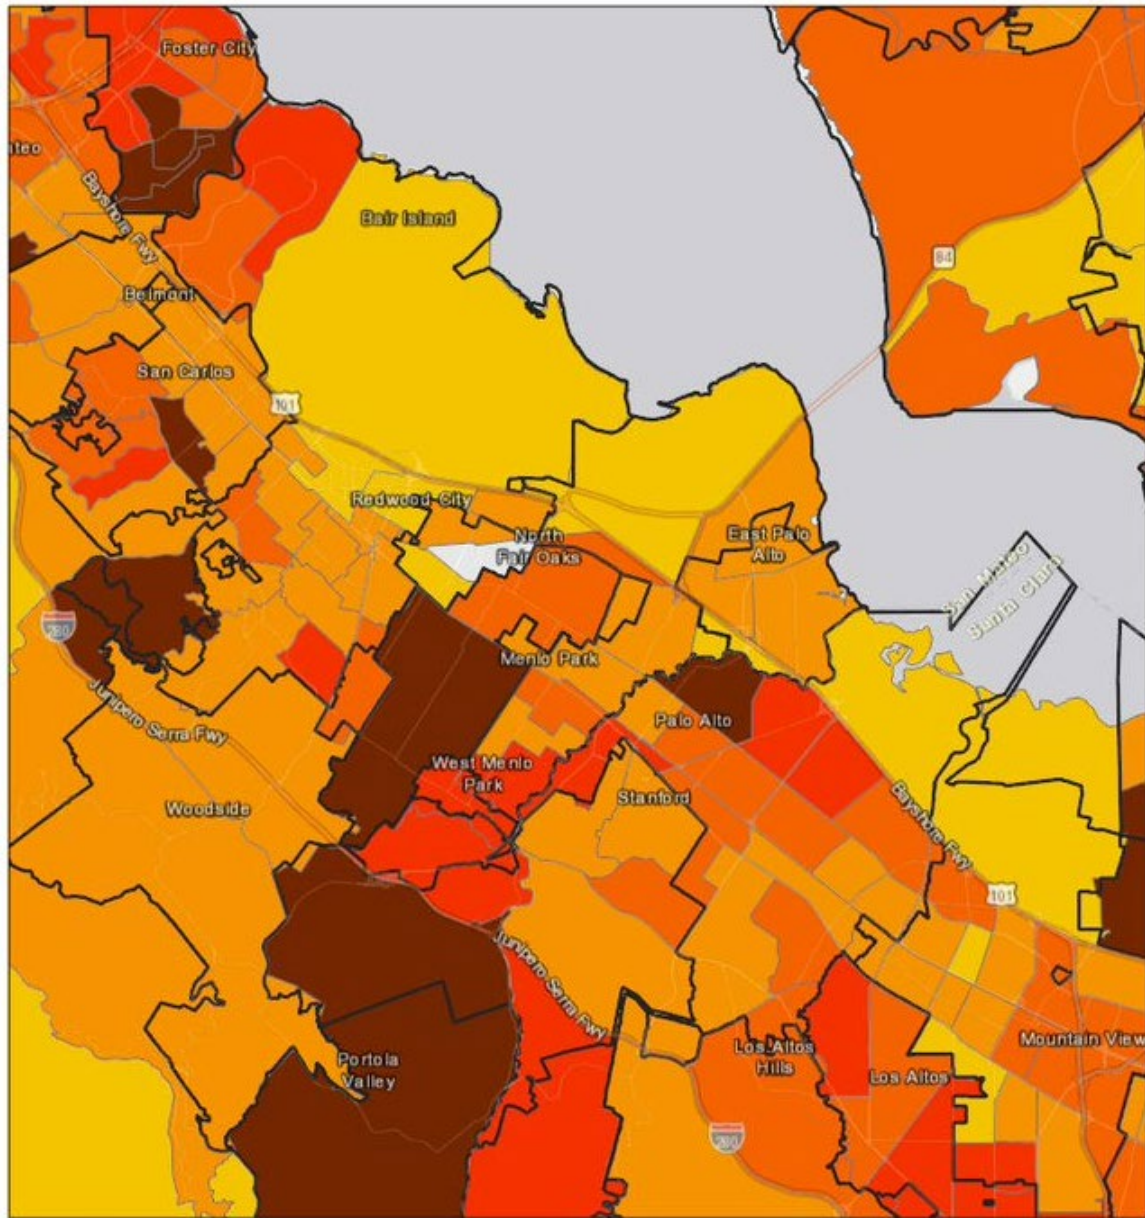 Foster City
ateo
Bayshore Fwy
Bair Island
84
Belmont
San Carlos
101
Redwood City
North
Fair Oaks
East Palo
Alto
San Mateo
Santa Clara
280
Menlo Park
Junipero Serra Fwy
Palo Alto
West Menlo
Park
Stanford
Woodside
Bayshore Fwy
101
Junipero Serra Fwy
Mountain View
Los Altos
Hills
Portola
Valley
Los Altos
280